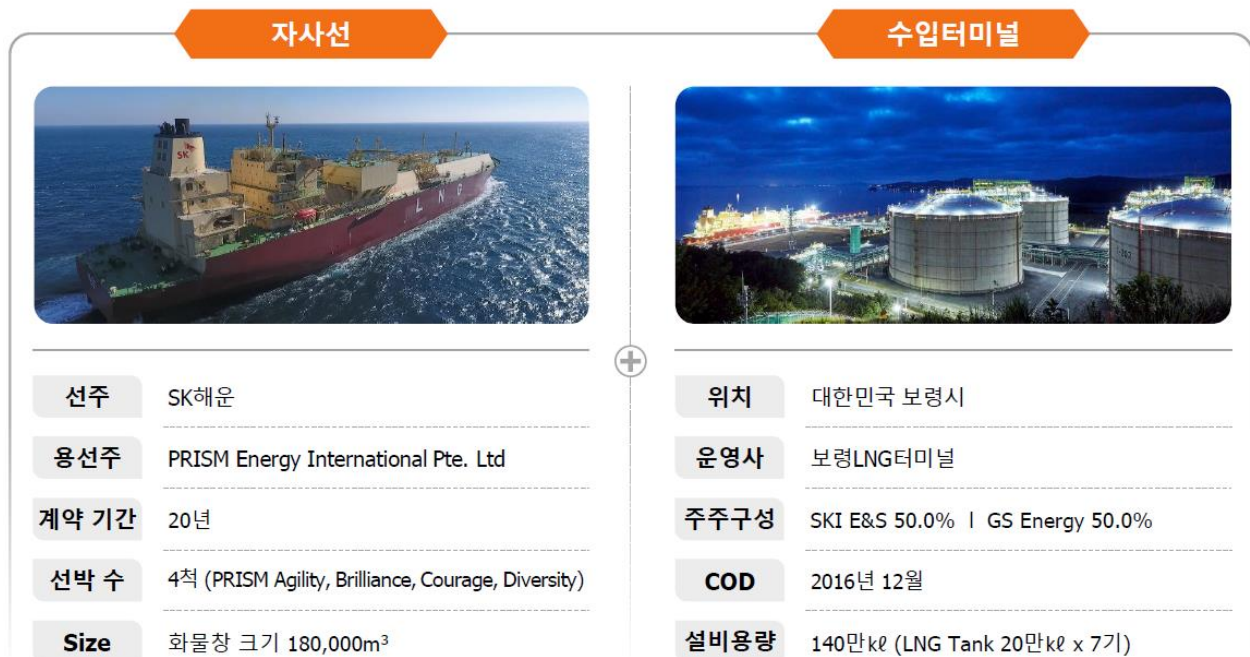 자사선
SK
LNG
선주 SK해운
용선주 PRISM Energy International Pte. Ltd
계약 기간 20년
선박 수 4척 (PRISM Agility, Brilliance, Courage, Diversity)
Size 화물창 크기 180,000m³
수입터미널
위치 대한민국 보령시
운영사 보령LNG터미널
주주구성 SKI E&S 50.0% l GS Energy 50.0%
COD 2016년 12월
설비용량 140만㎘ (LNG Tank 20만㎘ x 7기)